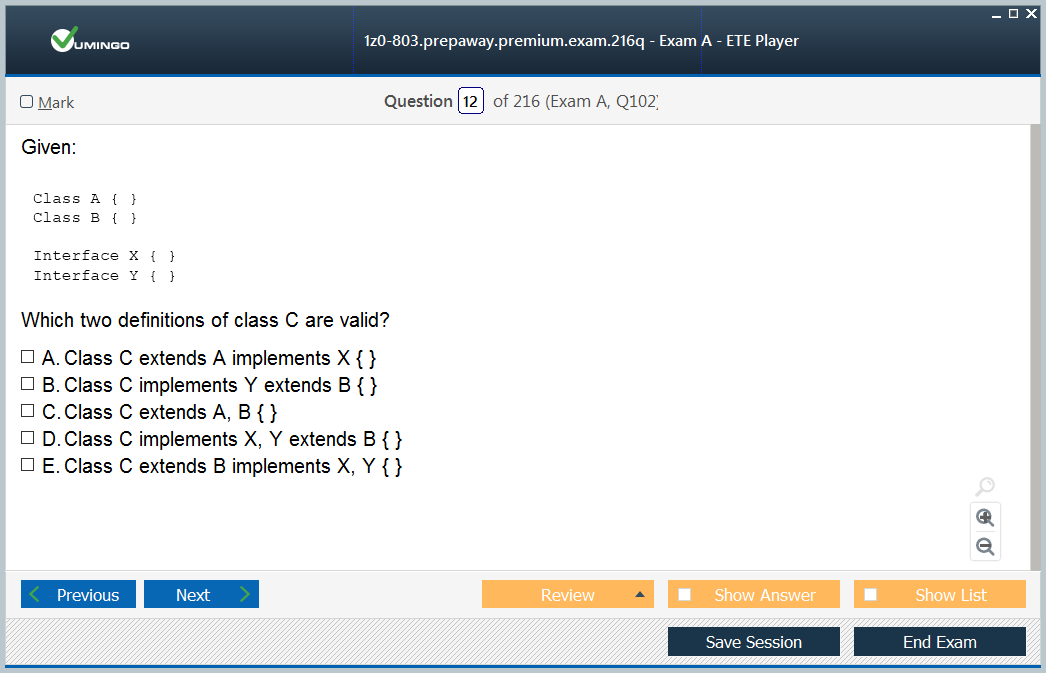 VUMINGO
1z0-803.prepaway.premium.exam.216q - Exam A - ETE Player
Mark
Question 12 of 216 (Exam A, Q102)
Given:
Class A { }
Class B { }
Interface X { }
Interface Y { }
Which two definitions of class C are valid?
A. Class C extends A implements X { }
B. Class C implements Y extends B { }
C. Class C extends A, B { }
D. Class C implements X, Y extends B { }
E. Class C extends B implements X, Y { }
Previous Next Review Show Answer Show List
Save Session End Exam